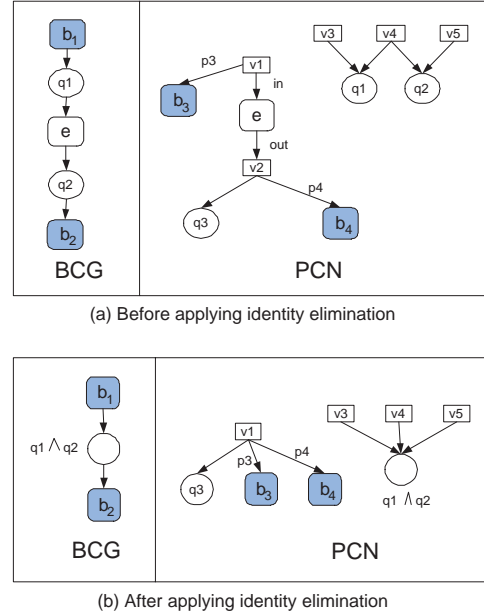 b1
q1
e
q2
b2
BCG
v1
p3
in
b3
e
out
v2
p4
q3
b4
v3 v4 v5
q1 q2
PCN
(a) Before applying identity elimination
b1
q1 ∧ q2
b2
BCG
v1
p3 p4
q3 b3 b4
v3 v4 v5
q1 ∧ q2
PCN
(b) After applying identity elimination